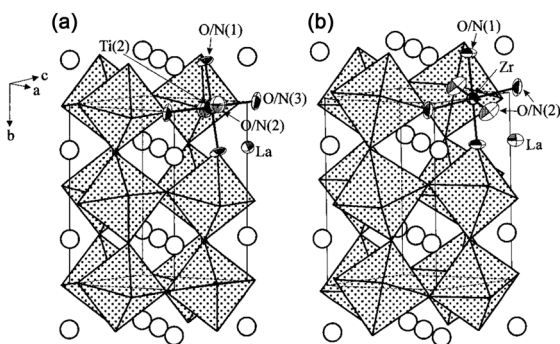 (a)
O/N(1)
Ti(2)
O/N(3)
O/N(2)
La
c
a
b
(b)
O/N(1)
Zr
O/N(2)
La